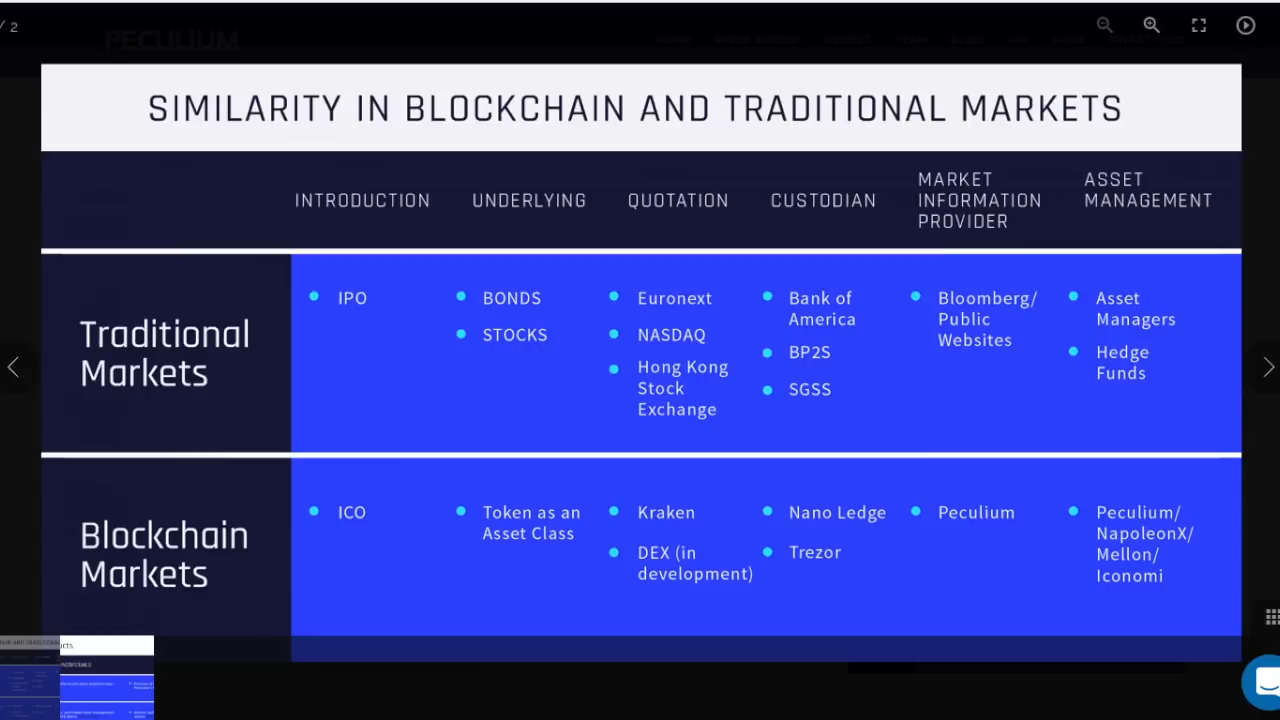 / 2
PECULIUM
SIMILARITY IN BLOCKCHAIN AND TRADITIONAL MARKETS
INTRODUCTION
UNDERLYING
QUOTATION
CUSTODIAN
MARKET
INFORMATION
PROVIDER
ASSET
MANAGEMENT
Traditional
Markets
IPO
BONDS
STOCKS
Euronext
NASDAQ
Hong Kong
Stock
Exchange
Bank of
America
BP2S
SGSS
Bloomberg/
Public
Websites
Asset
Managers
Hedge
Funds
Blockchain
Markets
ICO
Token as an
Asset Class
Kraken
DEX (in
development)
Nano Ledge
Trezor
Peculium
Peculium/
NapoleonX/
Mellon/
Iconomi